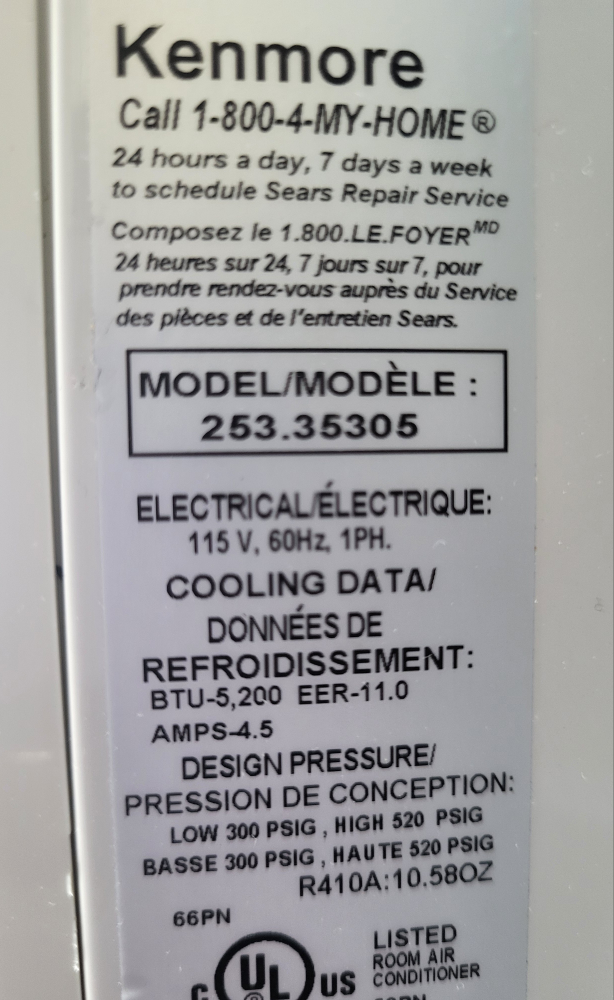 Kenmore
Call 1-800-4-MY-HOME®
24 hours a day, 7 days a week
to schedule Sears Repair Service
Composez le 1.800.LE.FOYER MD
24 heures sur 24, 7 jours sur 7, pour
prendre rendez-vous auprès du Service
des pièces et de l'entretien Sears.
MODEL/MODÈLE :
253.35305
ELECTRICAL/ÉLECTRIQUE:
115 V, 60Hz, 1PH.
COOLING DATA/
DONNÉES DE
REFROIDISSEMENT:
BTU-5,200 EER-11.0
AMPS-4.5
DESIGN PRESSURE/
PRESSION DE CONCEPTION:
LOW 300 PSIG , HIGH 520 PSIG
BASSE 300 PSIG , HAUTE 520 PSIG
R410A:10.58OZ
66PN
C UL® US
LISTED
ROOM AIR
CONDITIONER